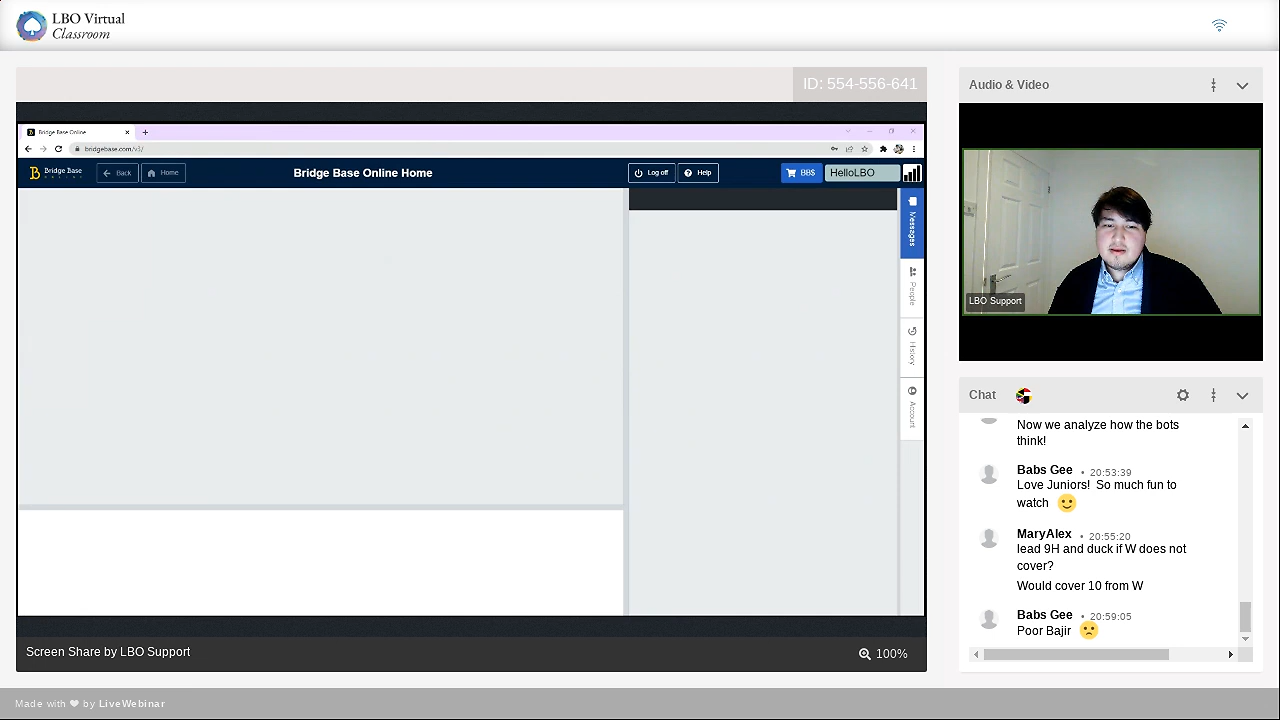 LBO Virtual
Classroom
ID: 554-556-641
Bridge Base Online
bridgebase.com/v3/
Bridge Base
ONLINE
Back
Home
Bridge Base Online Home
Log off
Help
BB$
HelloLBO
Messages
People
History
Account
Screen Share by LBO Support
100%
Audio & Video
LBO Support
Chat
Now we analyze how the bots
think!
Babs Gee • 20:53:39
Love Juniors! So much fun to
watch 🙂
MaryAlex • 20:55:20
lead 9H and duck if W does not
cover?
Would cover 10 from W
Babs Gee • 20:59:05
Poor Bajir 🙁
Made with ❤ by LiveWebinar